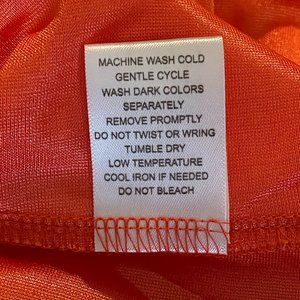 MACHINE WASH COLD
GENTLE CYCLE
WASH DARK COLORS
SEPARATELY
REMOVE PROMPTLY
DO NOT TWIST OR WRING
TUMBLE DRY
LOW TEMPERATURE
COOL IRON IF NEEDED
DO NOT BLEACH